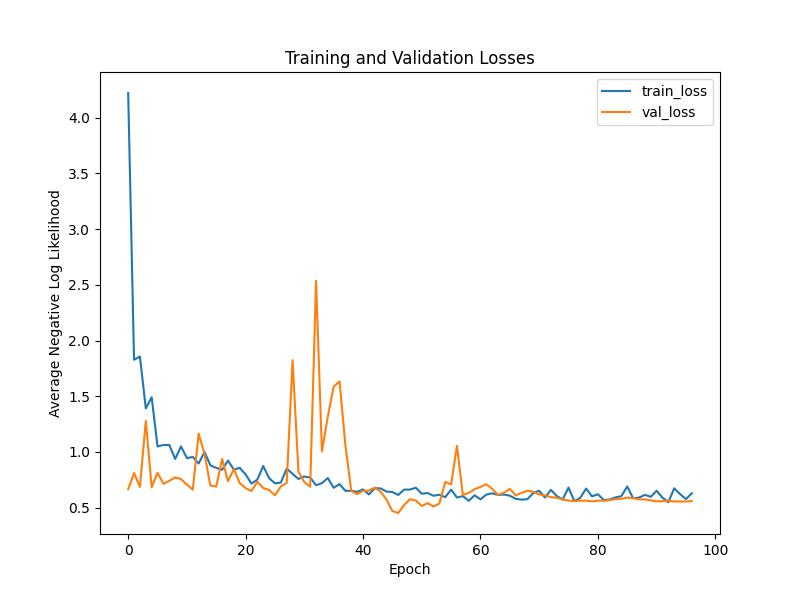 Training and Validation Losses
train_loss
val_loss
Average Negative Log Likelihood
4.0
3.5
3.0
2.5
2.0
1.5
1.0
0.5
0
20
40
60
80
100
Epoch